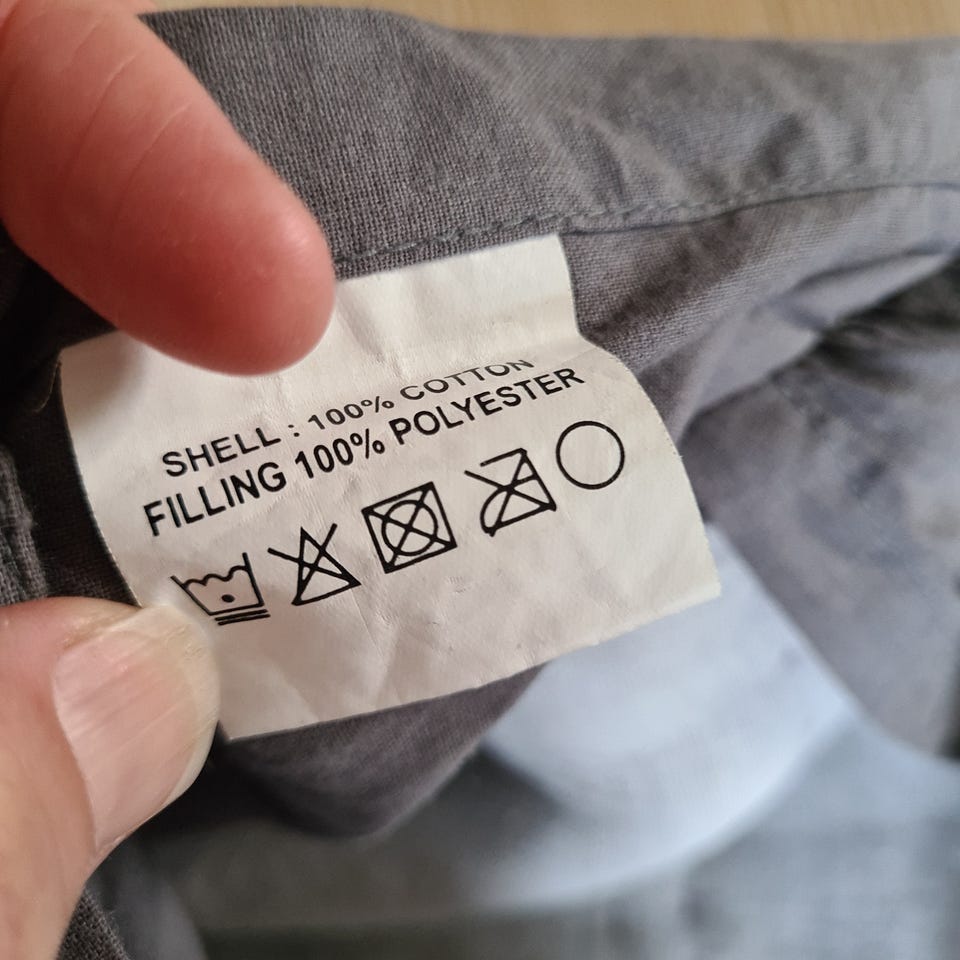 SHELL : 100% COTTON
FILLING 100% POLYESTER